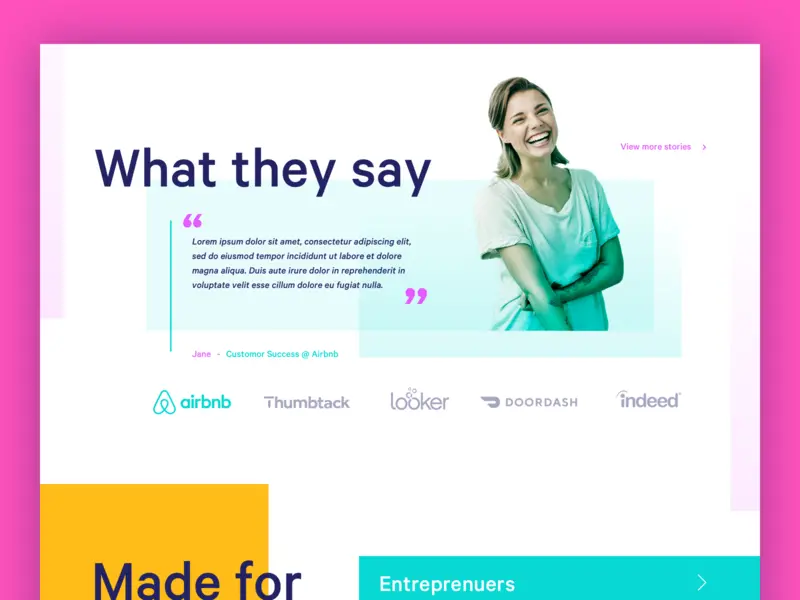 What they say
View more stories
“
Lorem ipsum dolor sit amet, consectetur adipiscing elit,
sed do eiusmod tempor incididunt ut labore et dolore
magna aliqua. Duis aute irure dolor in reprehenderit in
voluptate velit esse cillum dolore eu fugiat nulla.
”
Jane - Customor Success @ Airbnb
airbnb Thumbtack looker DOORDASH indeed
Made for
Entreprenuers